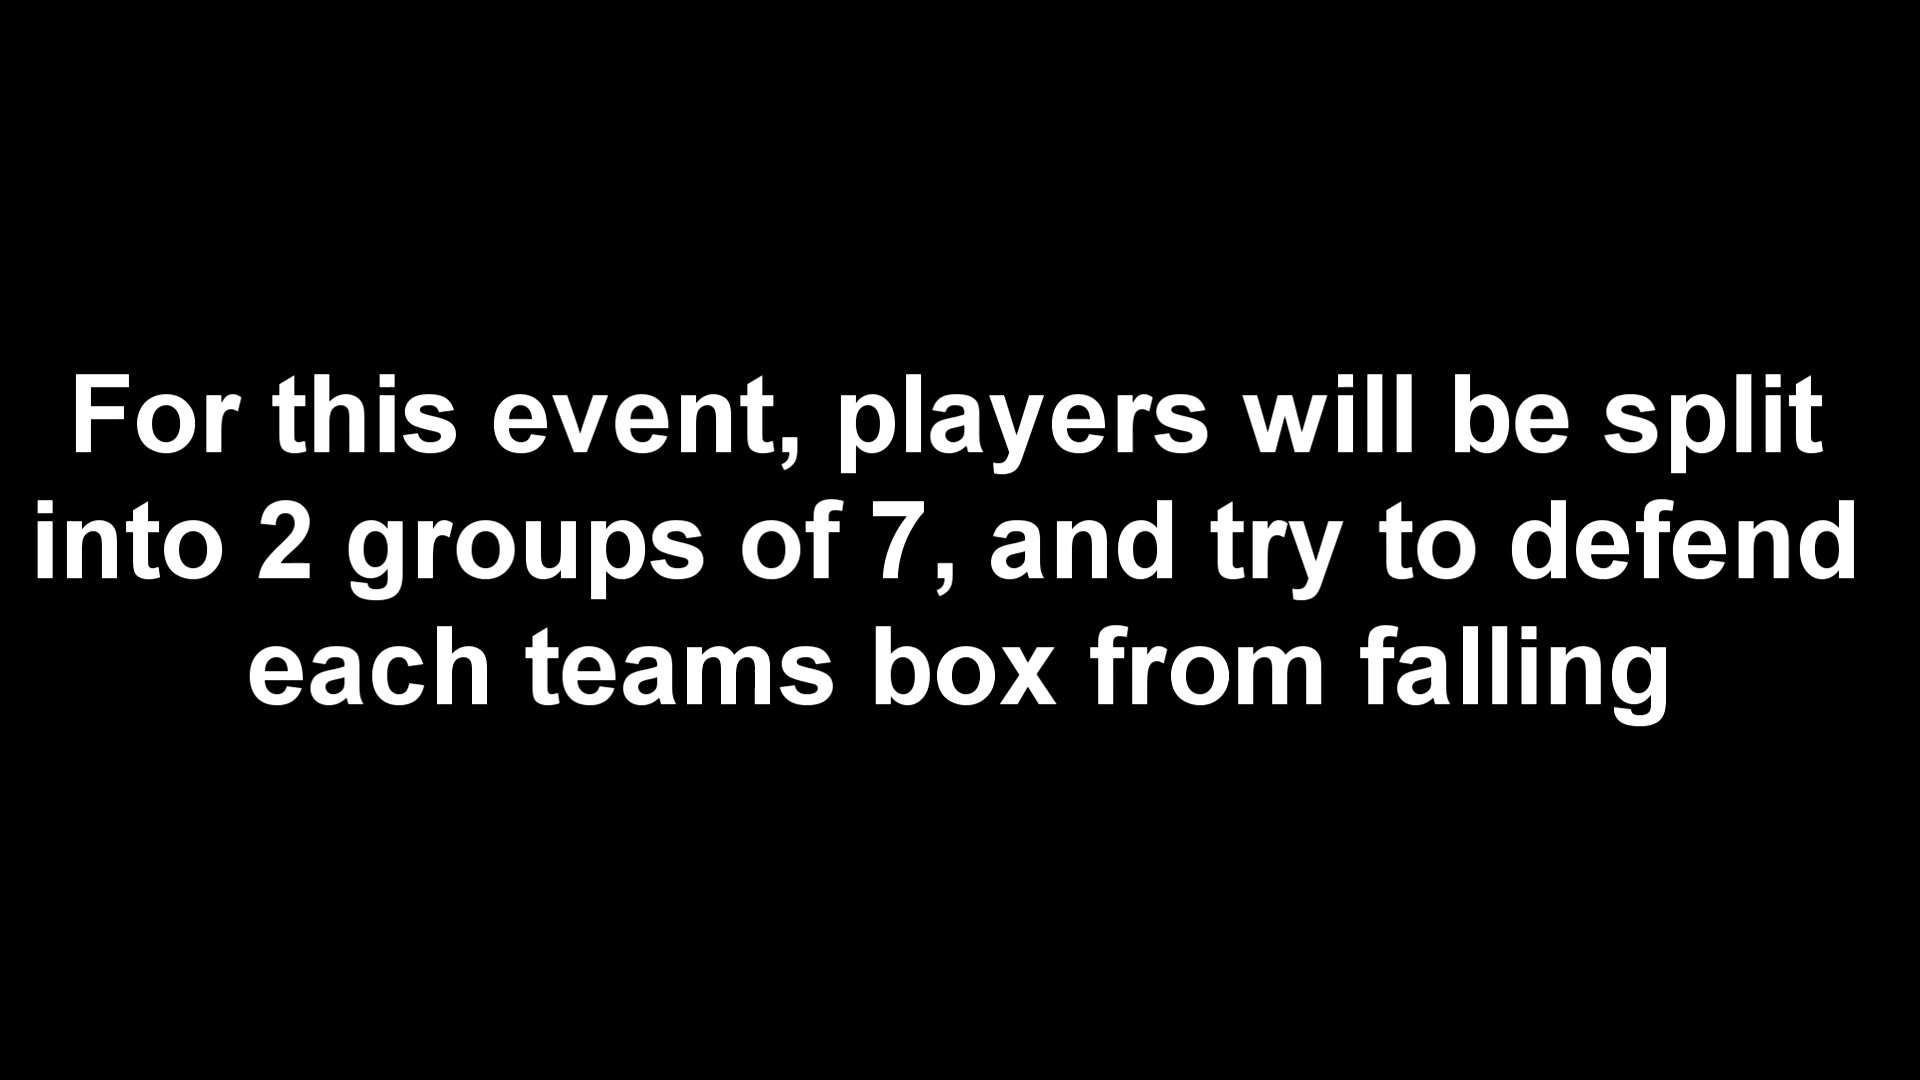 For this event, players will be split
into 2 groups of 7, and try to defend
each teams box from falling